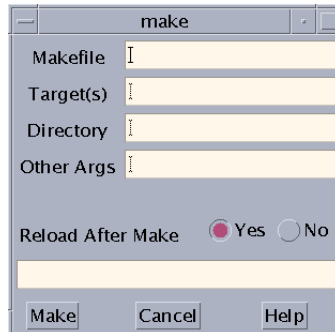 make
Makefile
Target(s)
Directory
Other Args
Reload After Make Yes No
Make Cancel Help